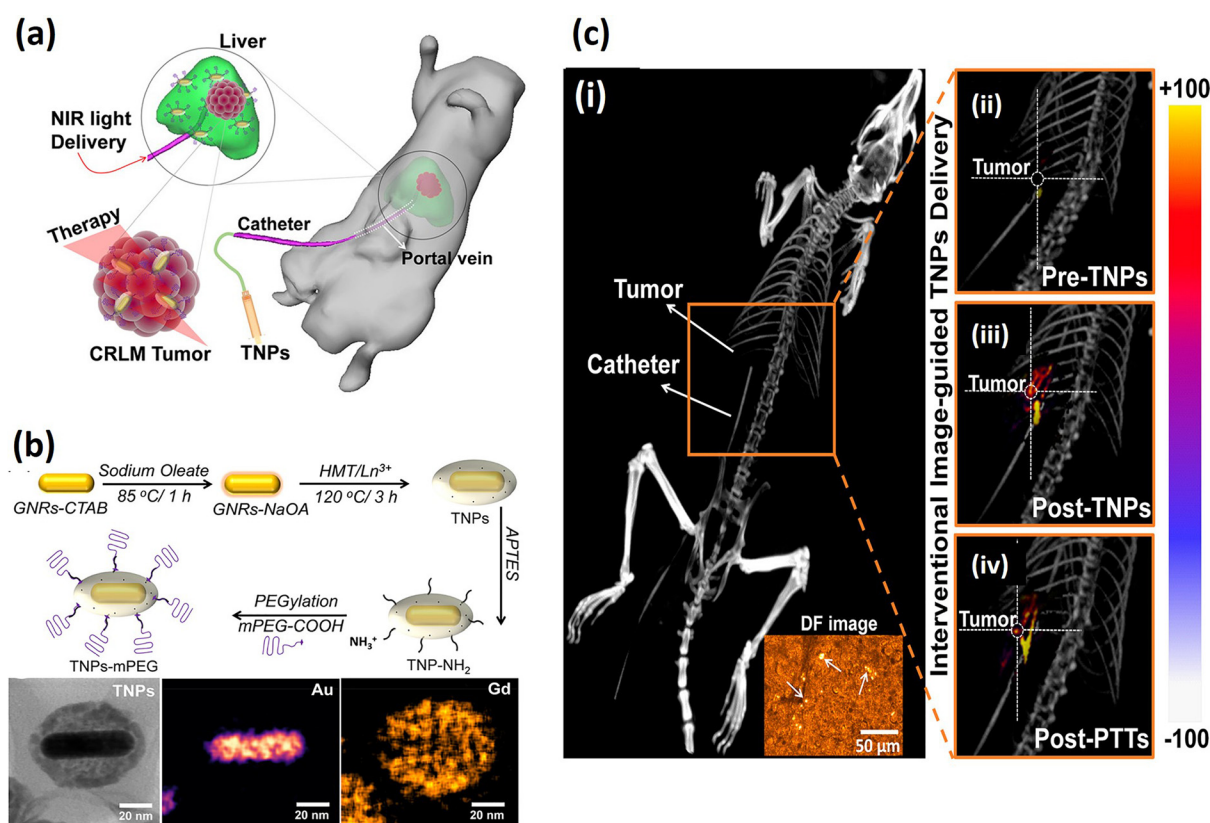 (a)
Liver
NIR light
Delivery
Therapy
Catheter
Portal vein
CRLM Tumor
TNPs
(b)
Sodium Oleate
85 °C/ 1 h
HMT/Ln³⁺
120 °C/ 3 h
GNRs-CTAB
GNRs-NaOA
TNPs
APTES
PEGylation
mPEG-COOH
NH₃⁺
TNPs-mPEG
TNP-NH₂
TNPs
20 nm
Au
20 nm
Gd
20 nm
(c)
(i)
Tumor
Catheter
DF image
50 µm
Interventional Image-guided TNPs Delivery
(ii)
Tumor
Pre-TNPs
(iii)
Tumor
Post-TNPs
(iv)
Tumor
Post-PTTs
+100
-100